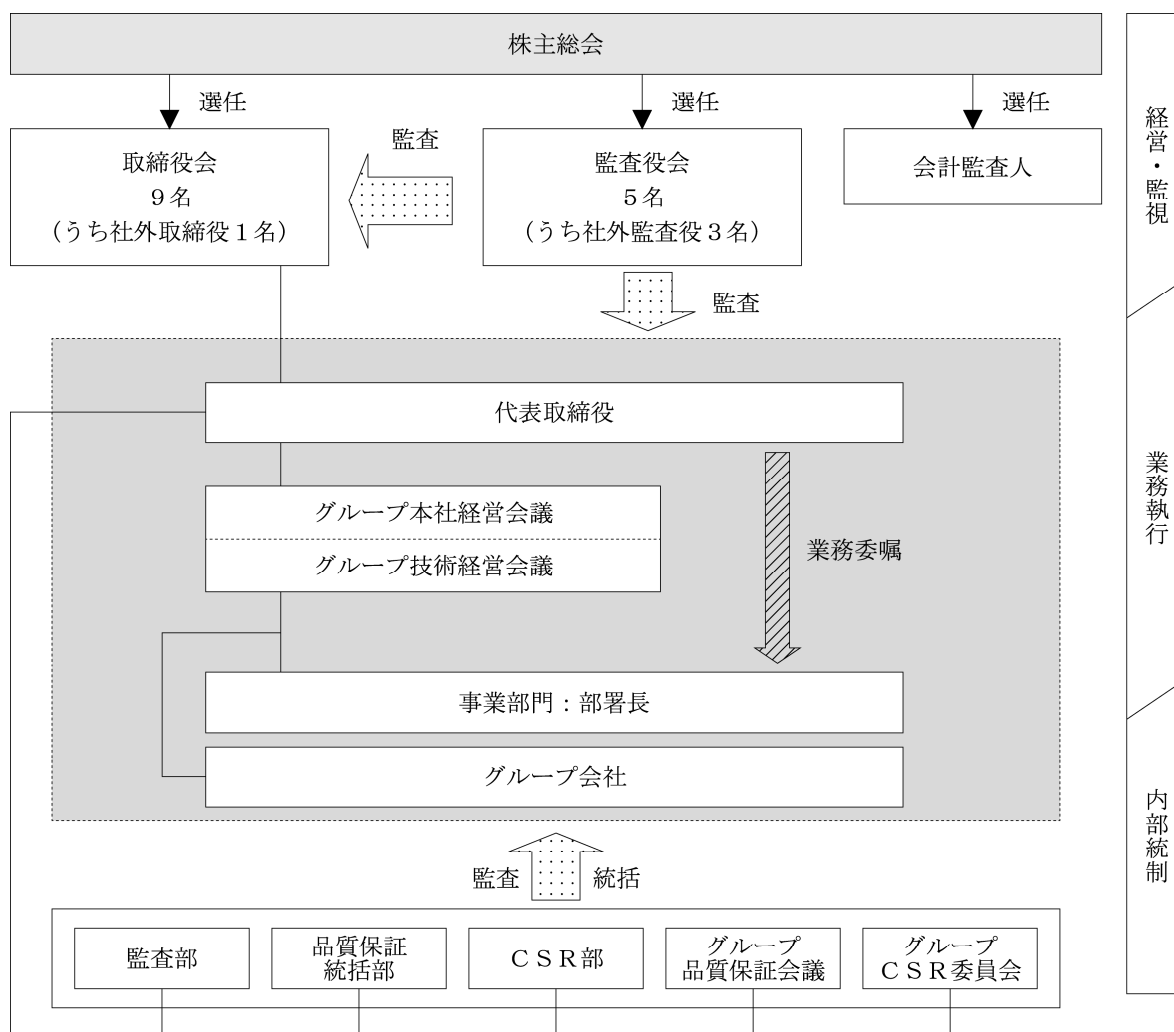 株主総会
選任
選任
選任
取締役会
9名
(うち社外取締役1名)
監査
監査役会
5名
(うち社外監査役3名)
会計監査人
監査
代表取締役
グループ本社経営会議
グループ技術経営会議
業務委嘱
事業部門:部署長
グループ会社
監査
統括
監査部
品質保証
統括部
CSR部
グループ
品質保証会議
グループ
CSR委員会
経営・監視
業務執行
内部統制